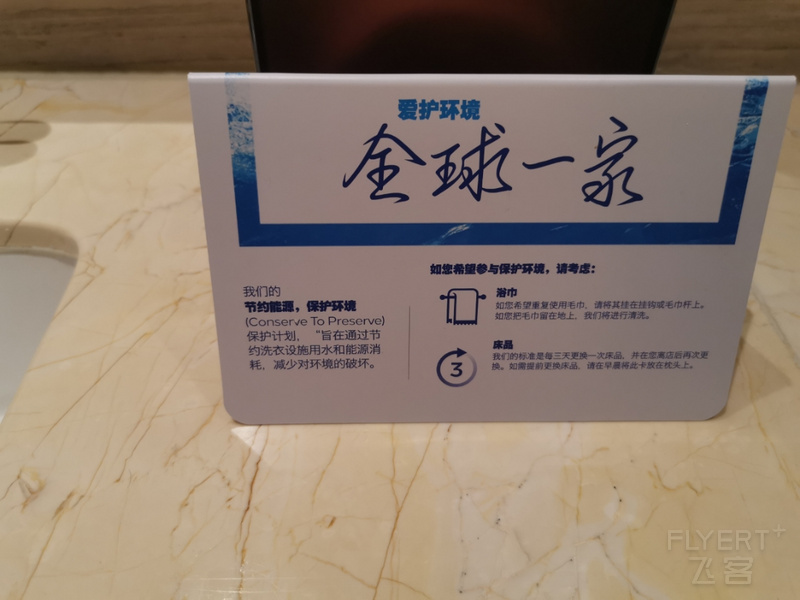 爱护环境
全球一家
我们的
节约能源，保护环境
(Conserve To Preserve)
保护计划，“旨在通过节
约洗衣设施用水和能源消
耗，减少对环境的破坏。
如您希望参与保护环境，请考虑：
浴巾
如您希望重复使用毛巾，请将其挂在挂钩或毛巾杆上。
如您把毛巾留在地上，我们将进行清洗。
3
床品
我们的标准是每三天更换一次床品，并在您离店后再次更
换。如需提前更换床品，请在早晨将此卡放在枕头上。
FLYERT+
飞客